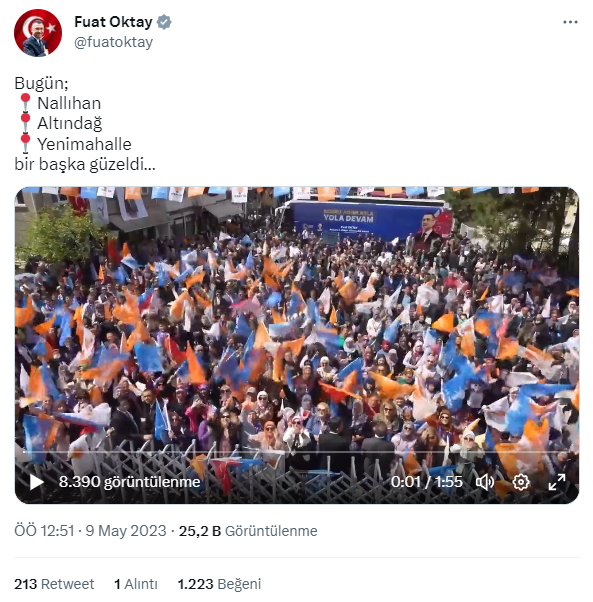 Fuat Oktay
@fuatoktay
Bugün;
📍 Nallıhan
📍 Altındağ
📍 Yenimahalle
bir başka güzeldi...
YOLA DEVAM
8.390 görüntülenme
0:01 / 1:55
ÖÖ 12:51 · 9 May 2023 · 25,2 B Görüntülenme
213 Retweet 1 Alıntı 1.223 Beğeni